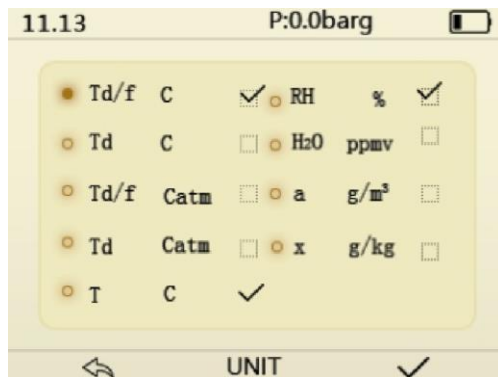 11.13 P:0.0barg
Td/f C RH %
Td C H₂O ppmv
Td/f Catm a g/m³
Td Catm x g/kg
T C
UNIT